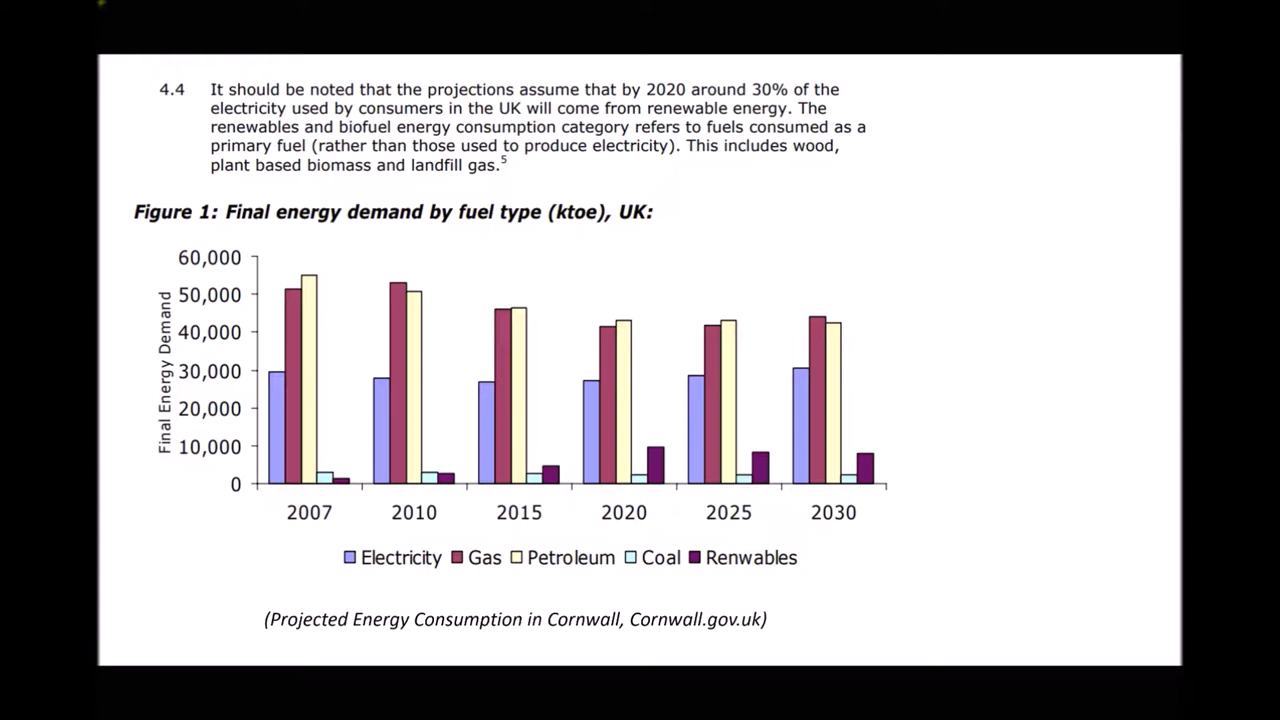 4.4 It should be noted that the projections assume that by 2020 around 30% of the
electricity used by consumers in the UK will come from renewable energy. The
renewables and biofuel energy consumption category refers to fuels consumed as a
primary fuel (rather than those used to produce electricity). This includes wood,
plant based biomass and landfill gas.5
Figure 1: Final energy demand by fuel type (ktoe), UK:
Final Energy Demand
60,000
50,000
40,000
30,000
20,000
10,000
0
2007 2010 2015 2020 2025 2030
Electricity Gas Petroleum Coal Renwables
(Projected Energy Consumption in Cornwall, Cornwall.gov.uk)